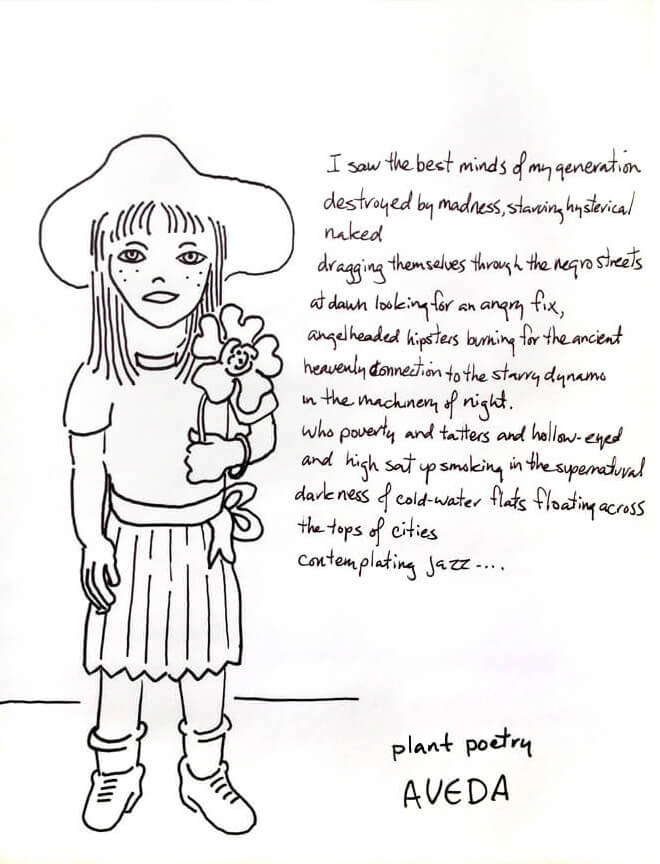 I saw the best minds of my generation
destroyed by madness, starving hysterical
naked
dragging themselves through the negro streets
at dawn looking for an angry fix,
angelheaded hipsters burning for the ancient
heavenly connection to the starry dynamo
in the machinery of night.
who poverty and tatters and hollow-eyed
and high sat up smoking in the supernatural
darkness of cold-water flats floating across
the tops of cities
contemplating jazz....
plant poetry
AVEDA